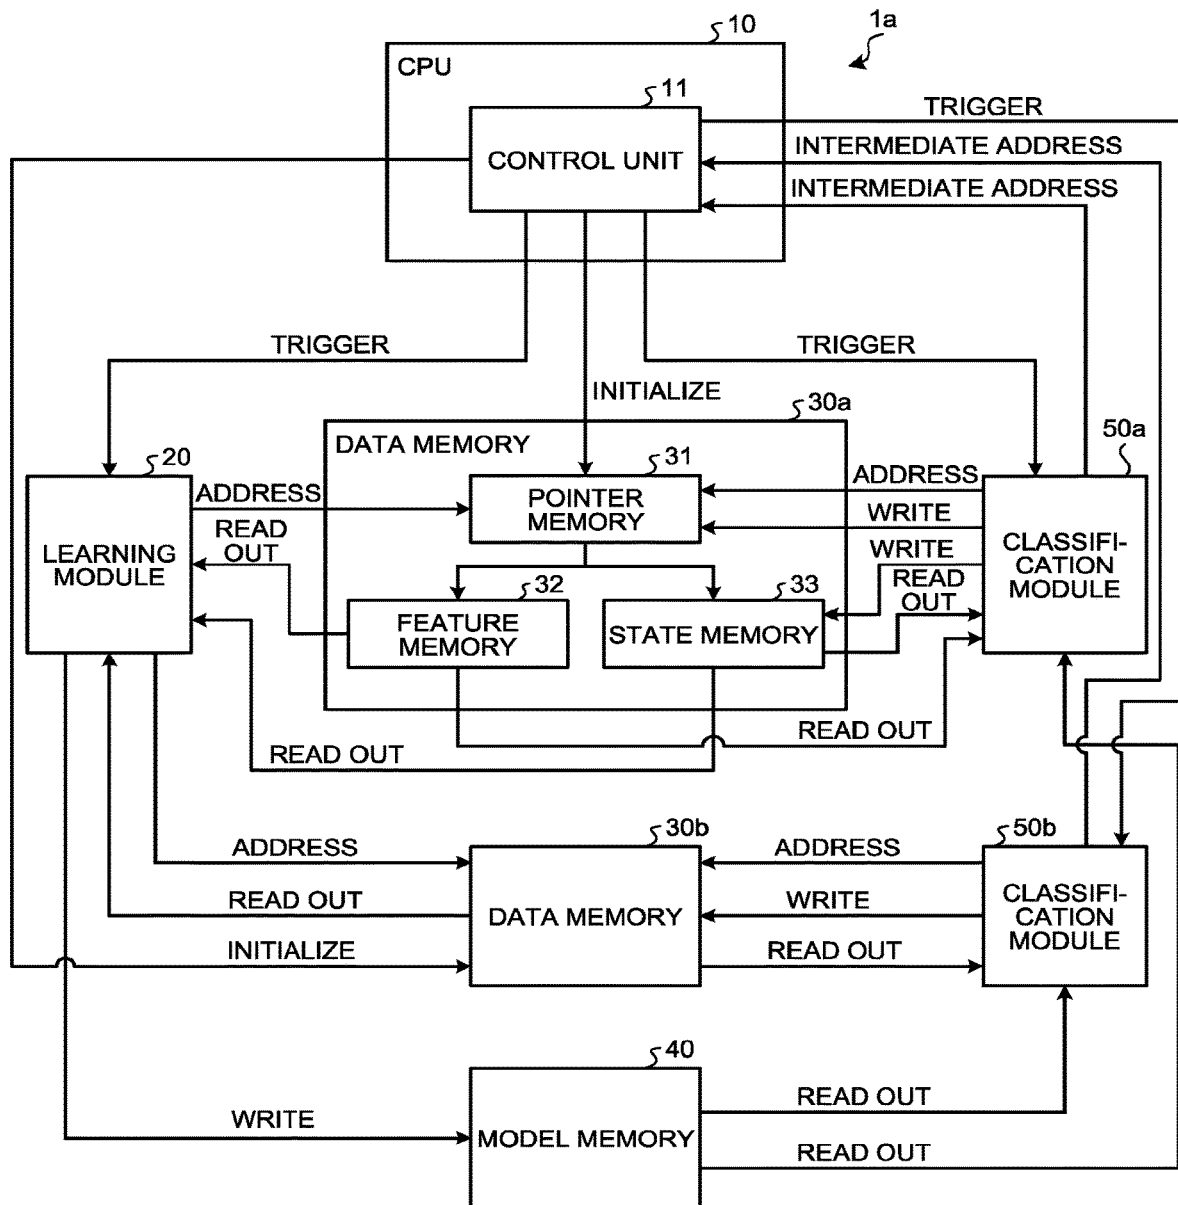 10
1a
CPU
11
TRIGGER
CONTROL UNIT
INTERMEDIATE ADDRESS
INTERMEDIATE ADDRESS
TRIGGER
TRIGGER
INITIALIZE
30a
DATA MEMORY
50a
20
31
ADDRESS
POINTER
MEMORY
ADDRESS
READ
OUT
WRITE
LEARNING
MODULE
WRITE
CLASSIFI-
CATION
MODULE
READ
OUT
32
33
FEATURE
MEMORY
STATE MEMORY
READ OUT
READ OUT
30b
50b
ADDRESS
ADDRESS
READ OUT
DATA MEMORY
WRITE
CLASSIFI-
CATION
MODULE
INITIALIZE
READ OUT
40
READ OUT
WRITE
MODEL MEMORY
READ OUT